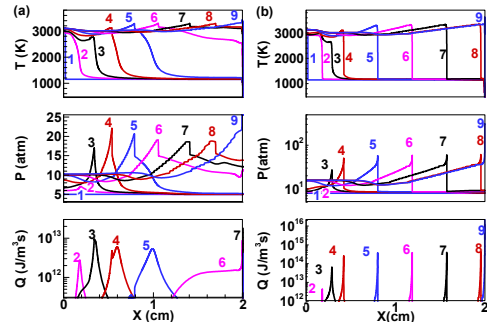 (a)
3000
2000
1000
T (K)
1 2 3 4 5 6 7 8 9
25
20
15
10
5
P (atm)
2 3 4 5 6 7 8 9
10¹³
10¹²
Q (J/m³s)
2 3 4 5 6 7
0 1 2
X (cm)
(b)
3000
2000
1000
T(K)
1 2 3 4 5 6 7 8 9
10²
10¹
P(atm)
2 3 4 5 6 7 8 9
10¹⁶
10¹⁵
10¹⁴
10¹³
10¹²
Q (J/m³s)
2 3 4 5 6 7 8 9
0 1 2
X(cm)